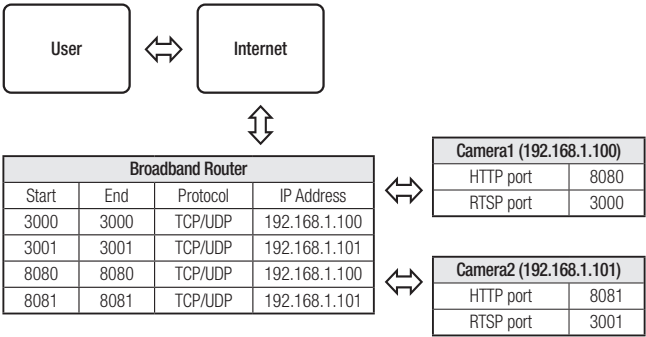 User
Internet
Broadband Router
Start End Protocol IP Address
3000 3000 TCP/UDP 192.168.1.100
3001 3001 TCP/UDP 192.168.1.101
8080 8080 TCP/UDP 192.168.1.100
8081 8081 TCP/UDP 192.168.1.101
Camera1 (192.168.1.100)
HTTP port 8080
RTSP port 3000
Camera2 (192.168.1.101)
HTTP port 8081
RTSP port 3001